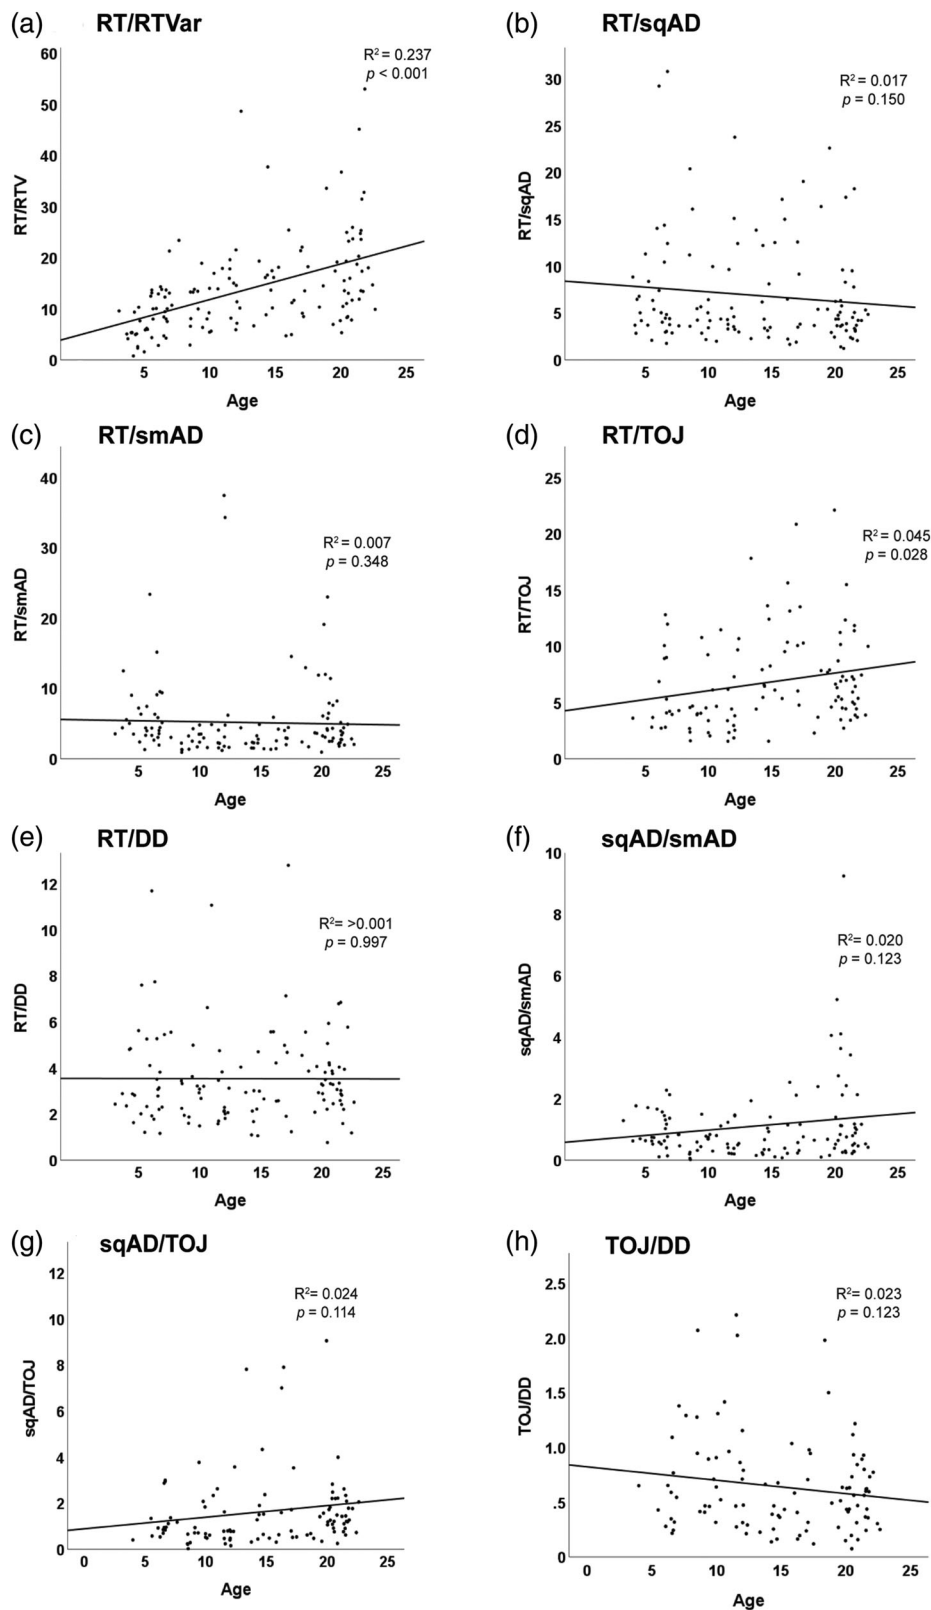 (a) RT/RTVar
R² = 0.237
p < 0.001
60
50
40
30
20
10
0
RT/RTV
5 10 15 20 25
Age
(b) RT/sqAD
R² = 0.017
p = 0.150
30
25
20
15
10
5
0
RT/sqAD
5 10 15 20 25
Age
(c) RT/smAD
R² = 0.007
p = 0.348
40
30
20
10
0
RT/smAD
5 10 15 20 25
Age
(d) RT/TOJ
R² = 0.045
p = 0.028
25
20
15
10
5
0
RT/TOJ
5 10 15 20 25
Age
(e) RT/DD
R²= >0.001
p = 0.997
12
10
8
6
4
2
0
RT/DD
5 10 15 20 25
Age
(f) sqAD/smAD
R²= 0.020
p = 0.123
10
8
6
4
2
0
sqAD/smAD
5 10 15 20 25
Age
(g) sqAD/TOJ
R²= 0.024
p = 0.114
12
10
8
6
4
2
0
sqAD/TOJ
0 5 10 15 20 25
Age
(h) TOJ/DD
R²= 0.023
p = 0.123
2.5
2.0
1.5
1.0
.5
0
TOJ/DD
0 5 10 15 20 25
Age